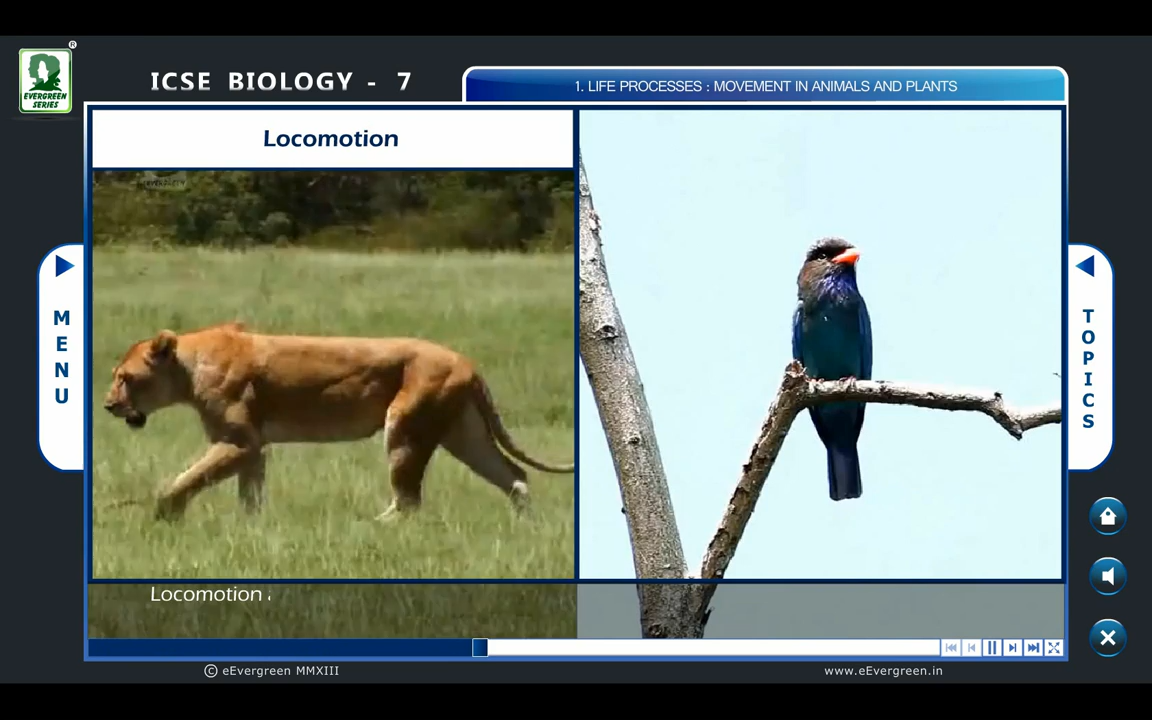 ®
EVERGREEN
SERIES
ICSE BIOLOGY - 7
1. LIFE PROCESSES : MOVEMENT IN ANIMALS AND PLANTS
Locomotion
MENU
TOPICS
Locomotion
© eEvergreen MMXIII
www.eEvergreen.in